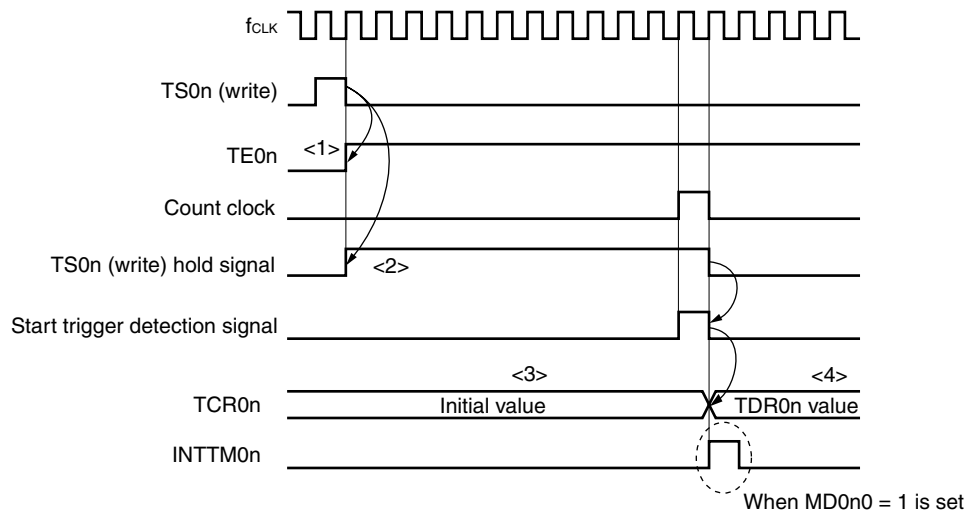 fCLK
TS0n (write)
<1>
TE0n
Count clock
TS0n (write) hold signal
<2>
Start trigger detection signal
<3>
<4>
TCR0n
Initial value
TDR0n value
INTTM0n
When MD0n0 = 1 is set